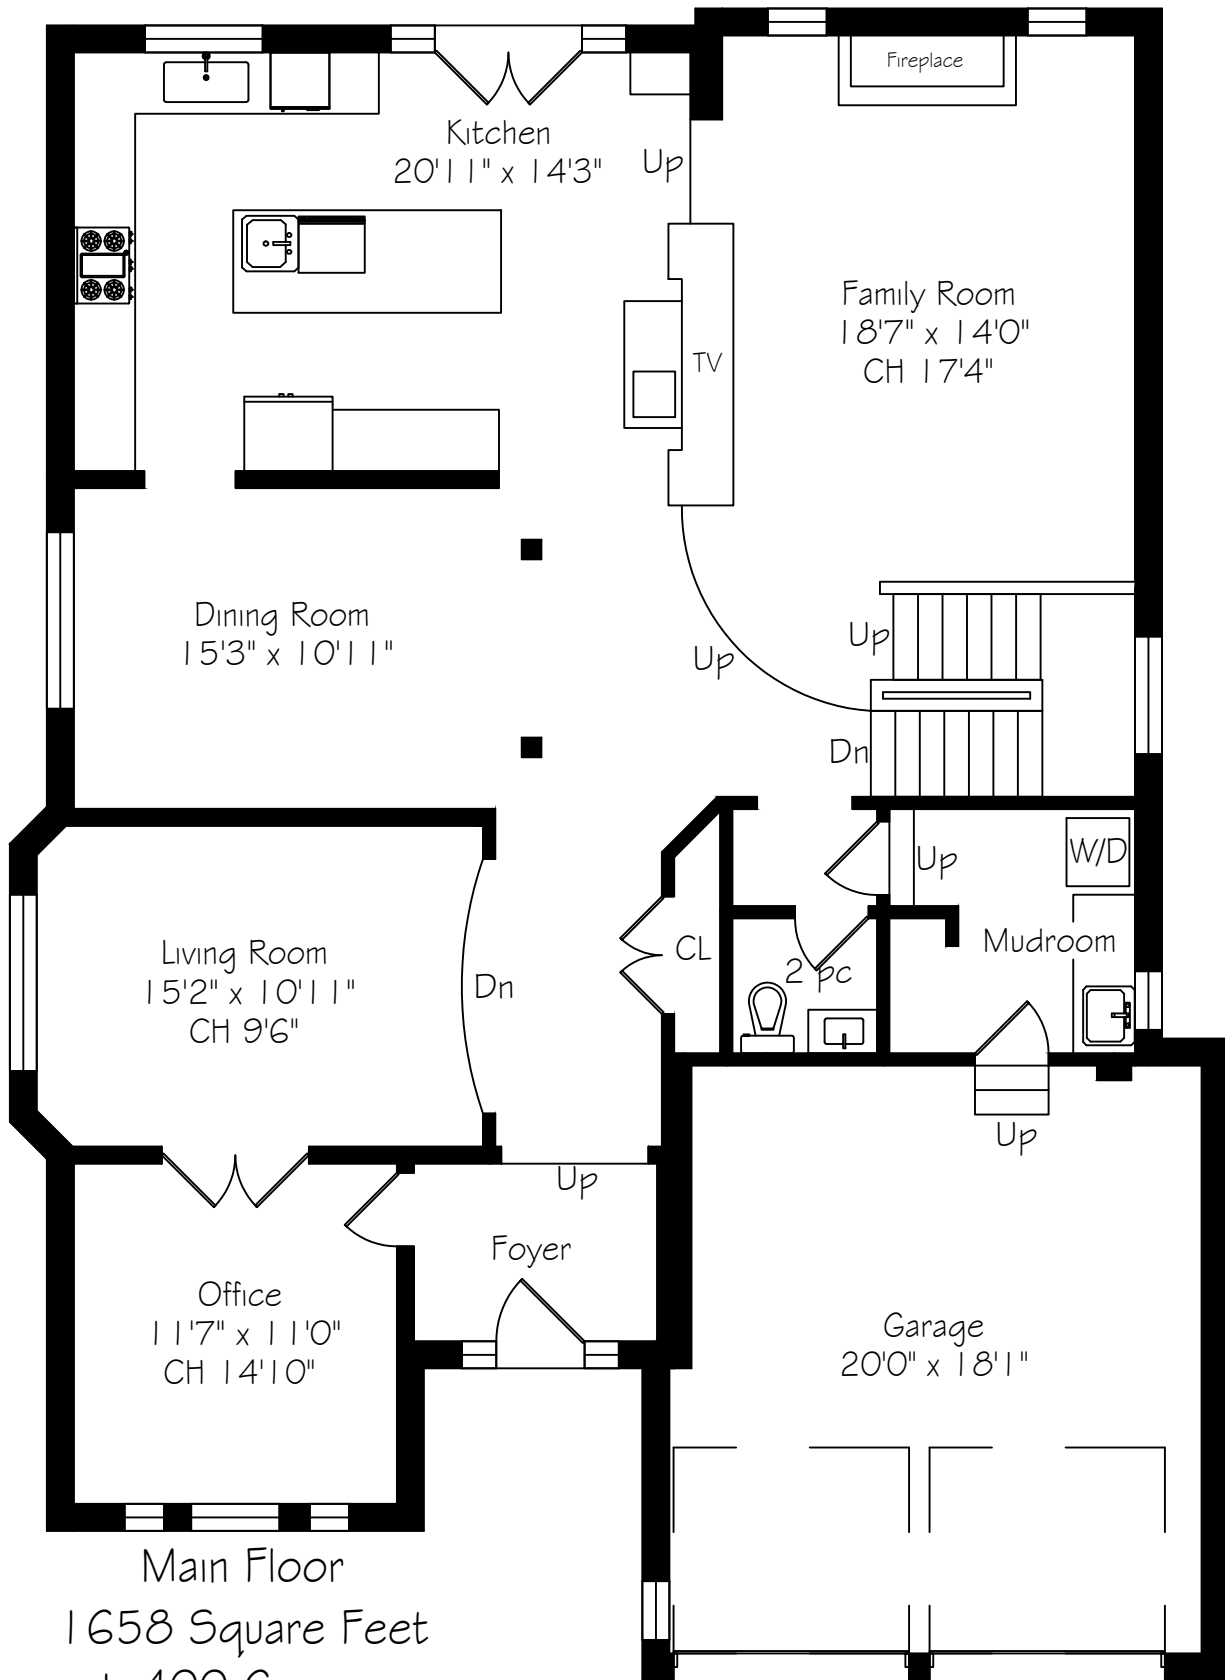 Fireplace
Kitchen
20'11" x 14'3"
Up
Family Room
18'7" x 14'0"
CH 17'4"
TV
Dining Room
15'3" x 10'11"
Up
Up
Dn
Up
W/D
Living Room
15'2" x 10'11"
CH 9'6"
Dn
CL
2 pc
Mudroom
Up
Up
Foyer
Office
11'7" x 11'0"
CH 14'10"
Garage
20'0" x 18'1"
Main Floor
1658 Square Feet